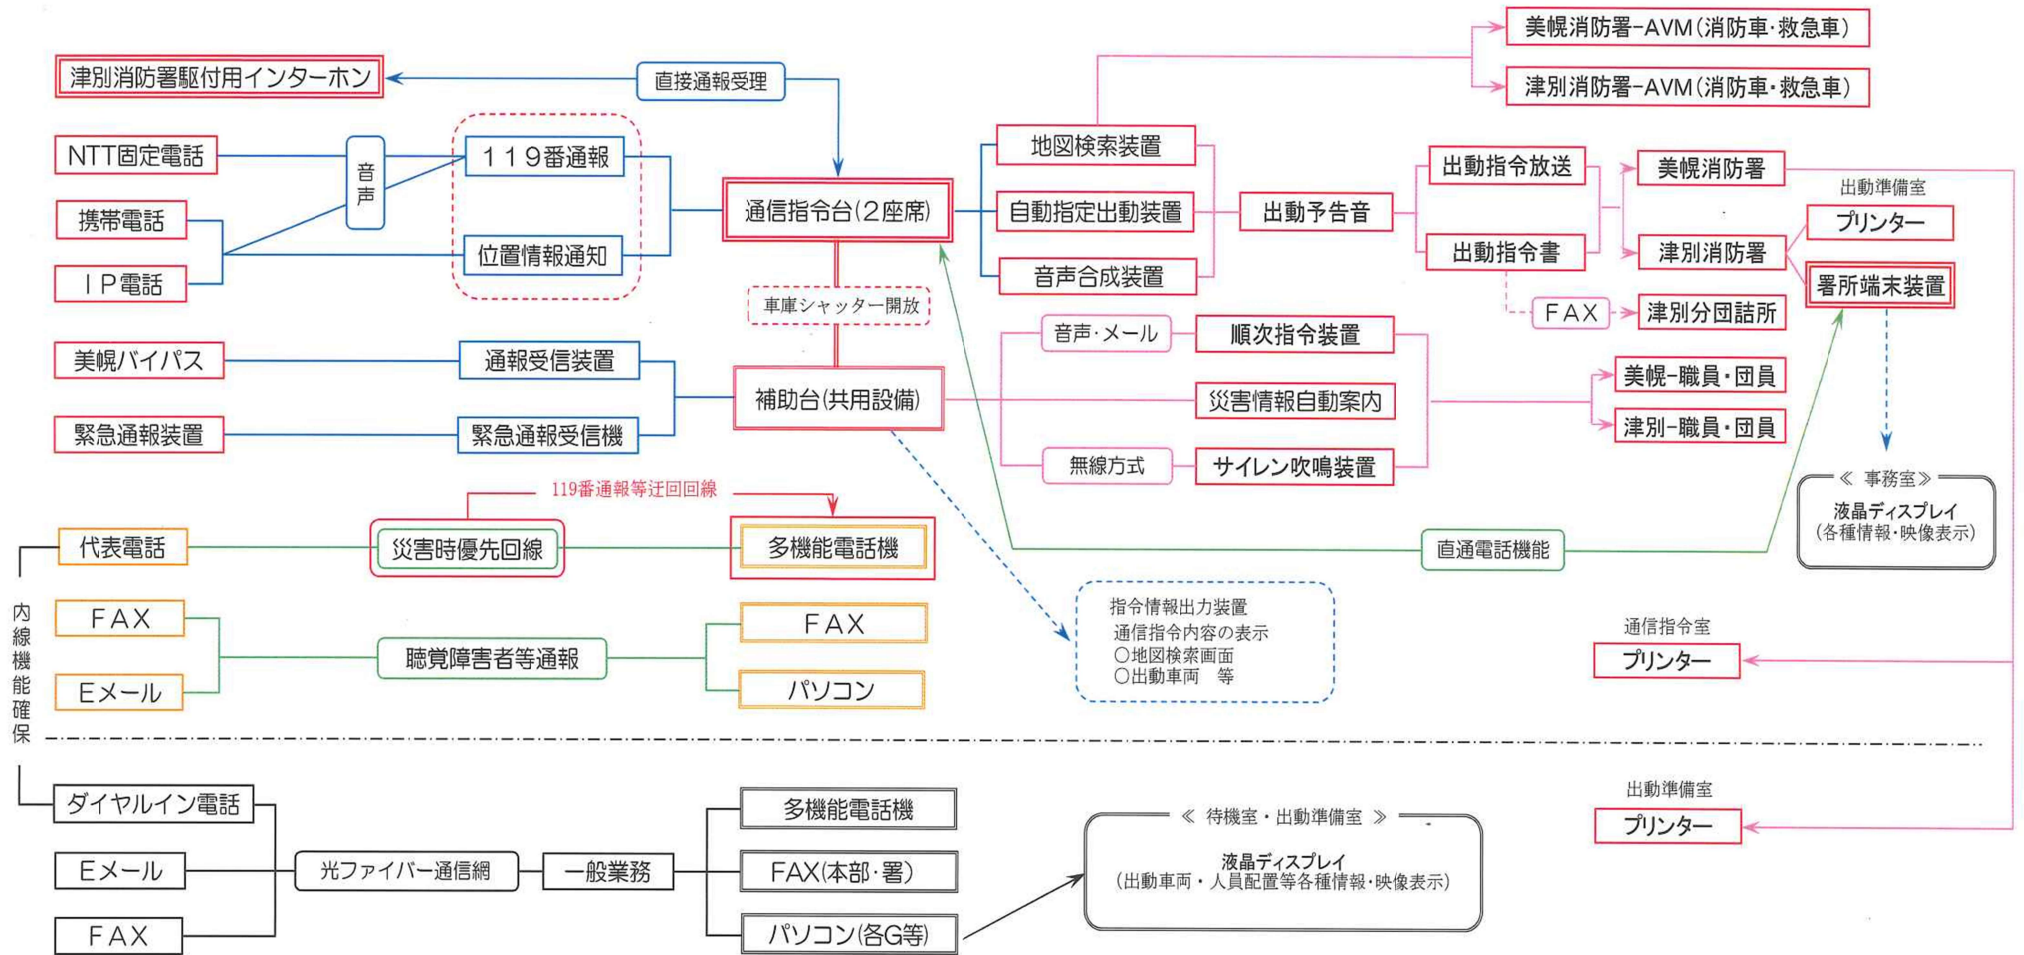 美幌消防署-AVM(消防車・救急車)
津別消防署駆付用インターホン
直接通報受理
津別消防署-AVM(消防車・救急車)
NTT固定電話
音声
119番通報
地図検索装置
出動指令放送
美幌消防署
出動準備室
携帯電話
通信指令台(2座席)
自動指定出動装置
出動予告音
プリンター
位置情報通知
出動指令書
津別消防署
IP電話
音声合成装置
署所端末装置
車庫シャッター開放
FAX
津別分団詰所
音声・メール
順次指令装置
美幌バイパス
通報受信装置
美幌-職員・団員
補助台(共用設備)
災害情報自動案内
津別-職員・団員
緊急通報装置
緊急通報受信機
無線方式
サイレン吹鳴装置
≪ 事務室≫
液晶ディスプレイ
(各種情報・映像表示)
119番通報等迂回回線
代表電話
災害時優先回線
多機能電話機
直通電話機能
内線機能確保
FAX
FAX
指令情報出力装置
通信指令内容の表示
○地図検索画面
○出動車両 等
聴覚障害者等通報
通信指令室
プリンター
Eメール
パソコン
ダイヤルイン電話
多機能電話機
出動準備室
プリンター
≪ 待機室・出動準備室 ≫
液晶ディスプレイ
(出動車両・人員配置等各種情報・映像表示)
Eメール
光ファイバー通信網
一般業務
FAX(本部・署)
FAX
パソコン(各G等)